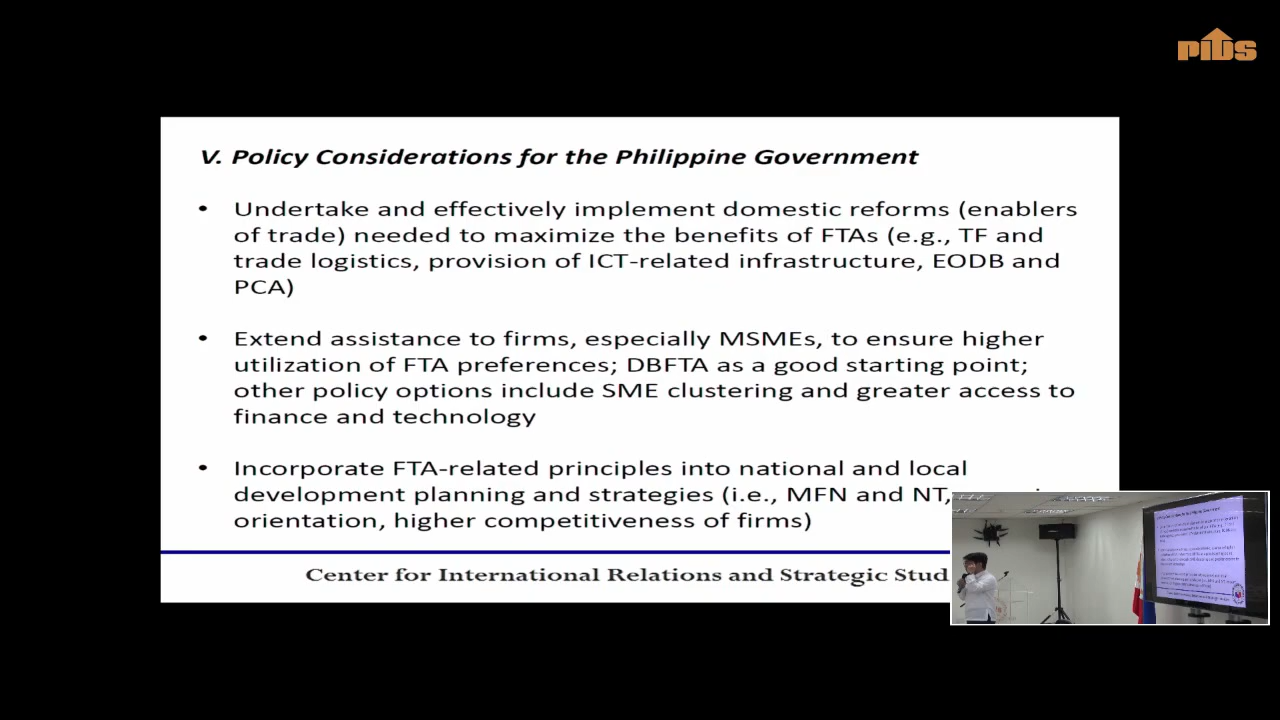 PIDS
V. Policy Considerations for the Philippine Government
• Undertake and effectively implement domestic reforms (enablers
of trade) needed to maximize the benefits of FTAs (e.g., TF and
trade logistics, provision of ICT-related infrastructure, EODB and
PCA)
• Extend assistance to firms, especially MSMEs, to ensure higher
utilization of FTA preferences; DBFTA as a good starting point;
other policy options include SME clustering and greater access to
finance and technology
• Incorporate FTA-related principles into national and local
development planning and strategies (i.e., MFN and NT,
orientation, higher competitiveness of firms)
Center for International Relations and Strategic Stud